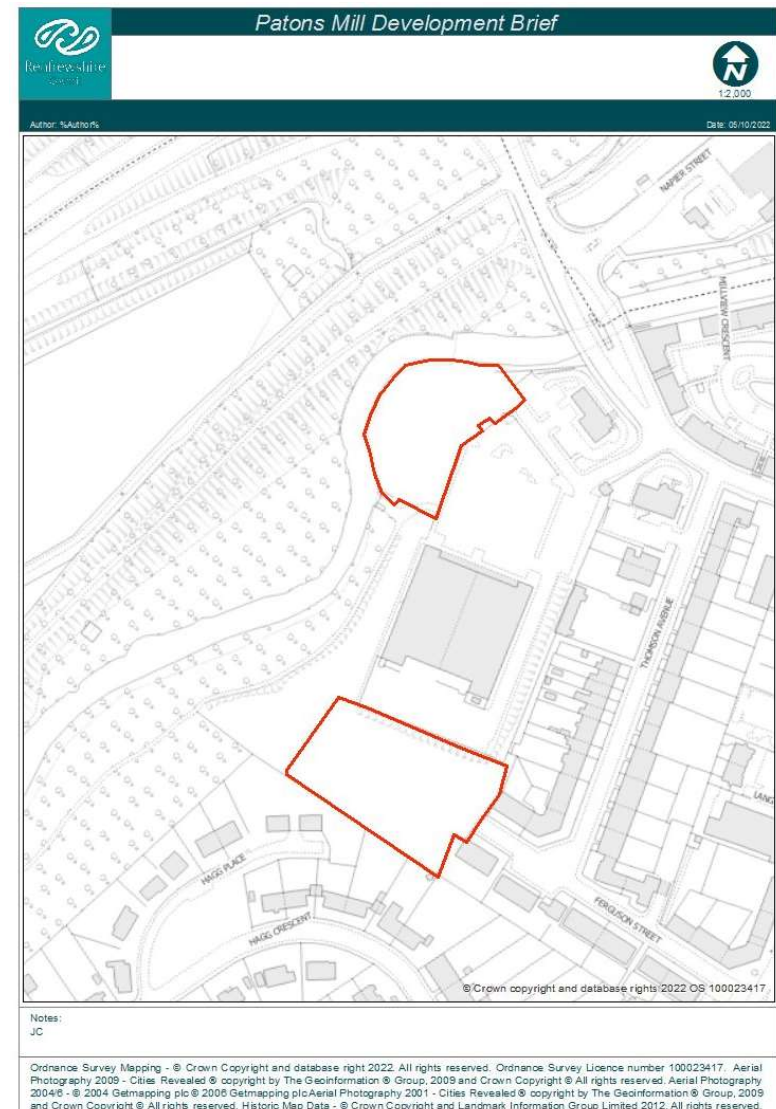 Patons Mill Development Brief
Renfrewshire
Council
N
1:2,000
Author: %Author%
Date: 05/10/2022
NAPIER STREET
MILLVIEW CRESCENT
THOMSON AVENUE
LANG
HAGG PLACE
HAGG CRESCENT
FERGUSON STREET
© Crown copyright and database rights 2022 OS 100023417
Notes:
JC
Ordnance Survey Mapping - © Crown Copyright and database right 2022. All rights reserved. Ordnance Survey Licence number 100023417. Aerial
Photography 2009 - Cities Revealed ® copyright by The Geoinformation ® Group, 2009 and Crown Copyright © All rights reserved. Aerial Photography
2004/6 - © 2004 Getmapping plc © 2006 Getmapping plc Aerial Photography 2001 - Cities Revealed ® copyright by The Geoinformation ® Group, 2009
and Crown Copyright © All rights reserved. Historic Map Data - © Crown Copyright and Landmark Information Group Limited 2012. All rights reserved.